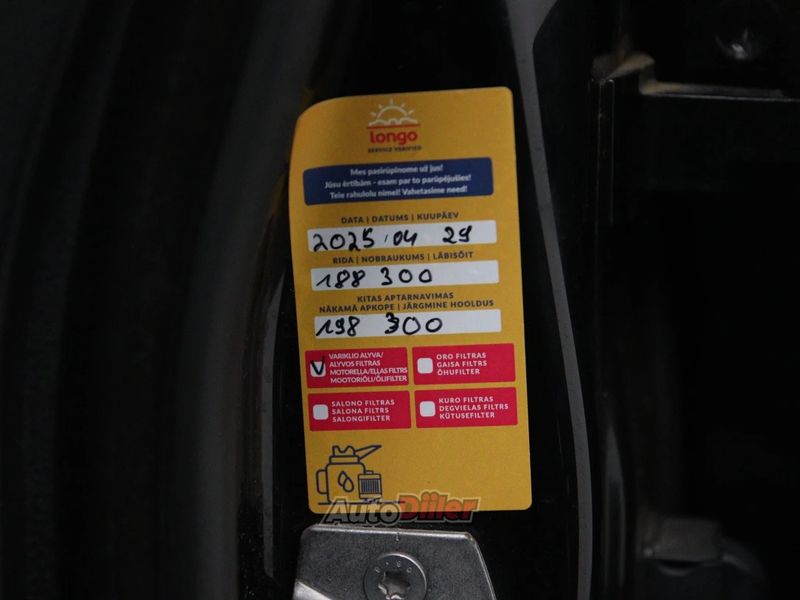 longo
SERVICE VERIFIED
Mes pasirūpinome už jus!
Jūsu ērtībām - esam par to parūpējušies!
Teie rahulolu nimel! Vahetasime need!
DATA | DATUMS | KUUPÄEV
2025 04 29
RIDA | NOBRAUKUMS | LÄBISÕIT
188 300
KITAS APTARNAVIMAS
NĀKAMĀ APKOPE | JÄRGMINE HOOLDUS
198 300
VARIKLIO ALYVA/
ALYVOS FILTRAS
MOTORELLA/EĻĻAS FILTRS
MOOTORIÕLI/ÕLIFILTER
ORO FILTRAS
GAISA FILTRS
ÕHUFILTER
SALONO FILTRAS
SALONA FILTRS
SALONGIFILTER
KURO FILTRAS
DEGVIELAS FILTRS
KÜTUSEFILTER
AutoDiler